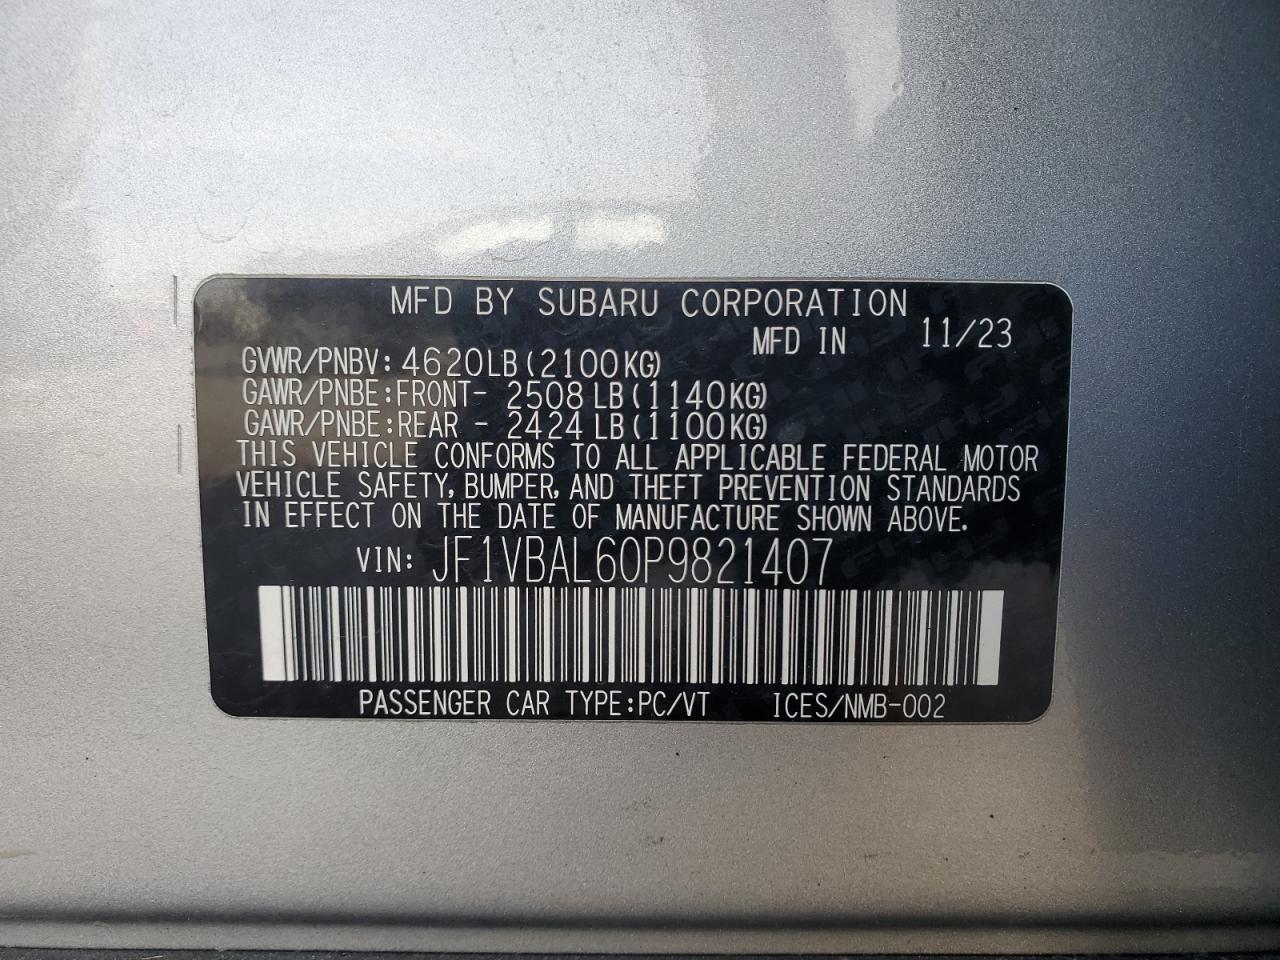 MFD BY SUBARU CORPORATION
MFD IN 11/23
GVWR/PNBV: 4620LB(2100KG)
GAWR/PNBE:FRONT- 2508LB(1140KG)
GAWR/PNBE:REAR - 2424LB(1100KG)
THIS VEHICLE CONFORMS TO ALL APPLICABLE FEDERAL MOTOR
VEHICLE SAFETY, BUMPER, AND THEFT PREVENTION STANDARDS
IN EFFECT ON THE DATE OF MANUFACTURE SHOWN ABOVE.
VIN: JF1VBAL60P9821407
PASSENGER CAR TYPE:PC/VT ICES/NMB-002